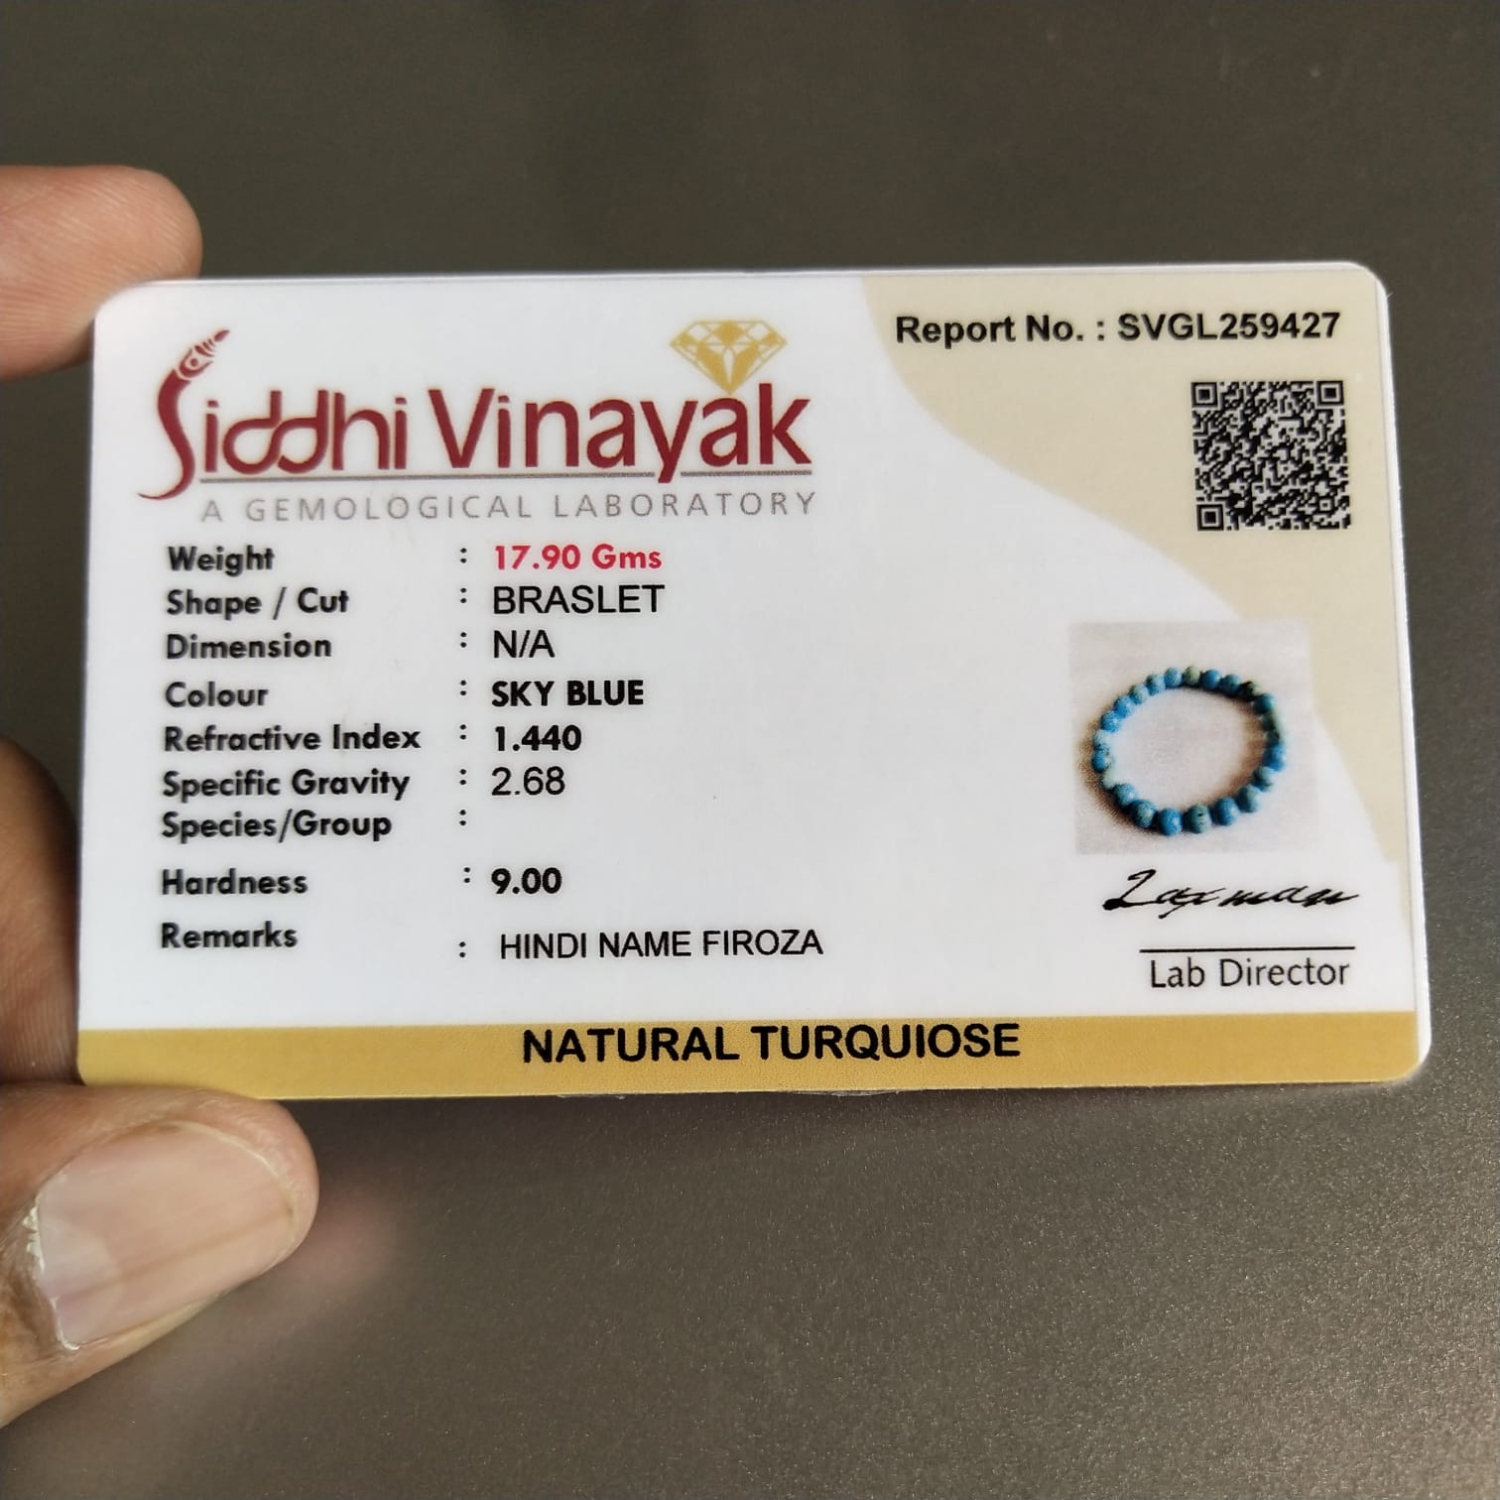 Report No. : SVGL259427
Siddhi Vinayak
A GEMOLOGICAL LABORATORY
Weight : 17.90 Gms
Shape / Cut : BRASLET
Dimension : N/A
Colour : SKY BLUE
Refractive Index : 1.440
Specific Gravity : 2.68
Species/Group :
Hardness : 9.00
Remarks : HINDI NAME FIROZA
Laxman
Lab Director
NATURAL TURQUIOSE